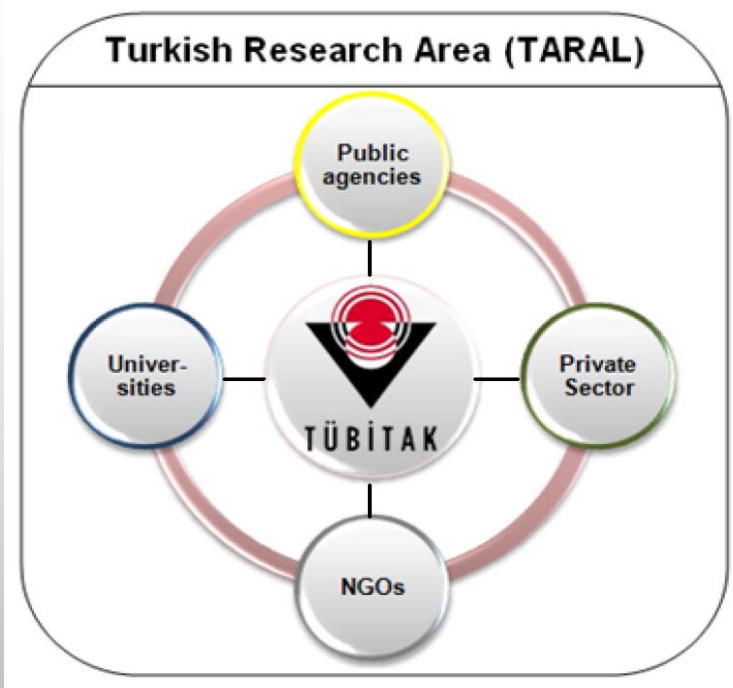 Turkish Research Area (TARAL)
Public
agencies
Univer-
sities
TÜBİTAK
Private
Sector
NGOs